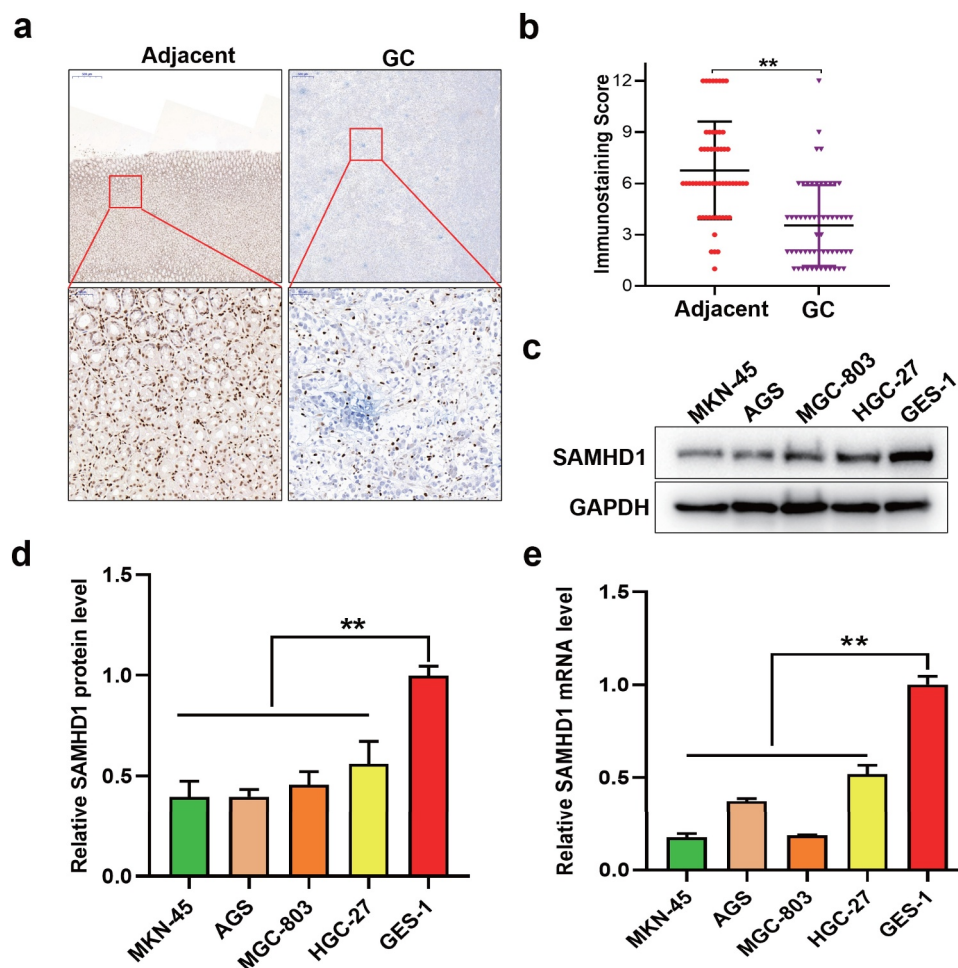 a
Adjacent
GC
b
**
Immunostaining Score
12
9
6
3
0
Adjacent
GC
c
MKN-45
AGS
MGC-803
HGC-27
GES-1
SAMHD1
GAPDH
d
Relative SAMHD1 protein level
1.5
1.0
0.5
0.0
**
MKN-45
AGS
MGC-803
HGC-27
GES-1
e
Relative SAMHD1 mRNA level
1.5
1.0
0.5
0.0
**
MKN-45
AGS
MGC-803
HGC-27
GES-1